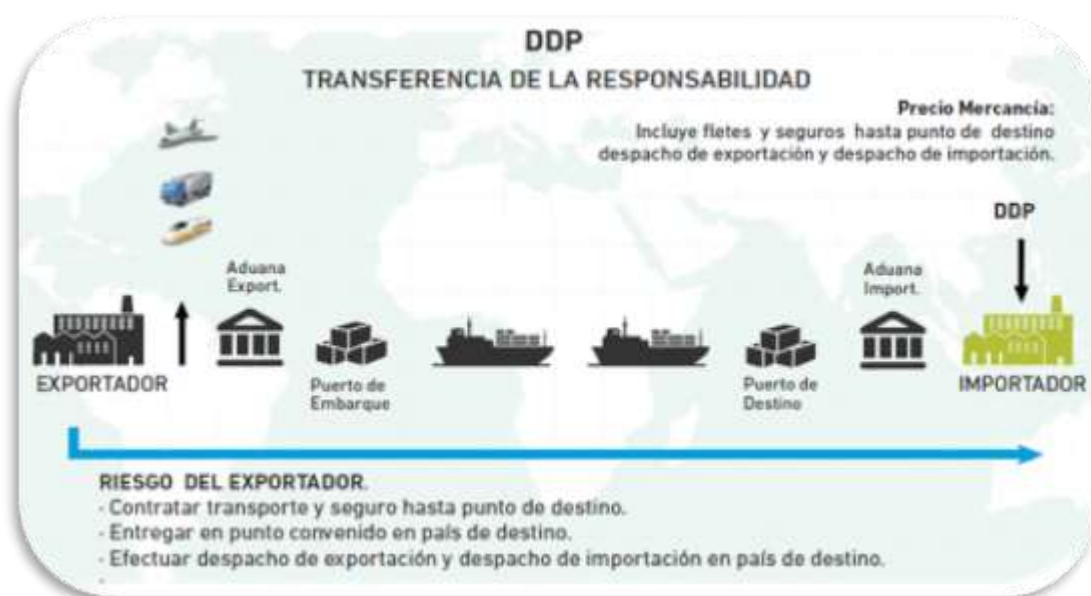 DDP
TRANSFERENCIA DE LA RESPONSABILIDAD
Precio Mercancía:
Incluye fletes y seguros hasta punto de destino
despacho de exportación y despacho de importación.
DDP
Aduana
Export.
Aduana
Import.
EXPORTADOR
Puerto de
Embarque
Puerto de
Destino
IMPORTADOR
RIESGO DEL EXPORTADOR.
- Contratar transporte y seguro hasta punto de destino.
- Entregar en punto convenido en país de destino.
- Efectuar despacho de exportación y despacho de importación en país de destino.
-